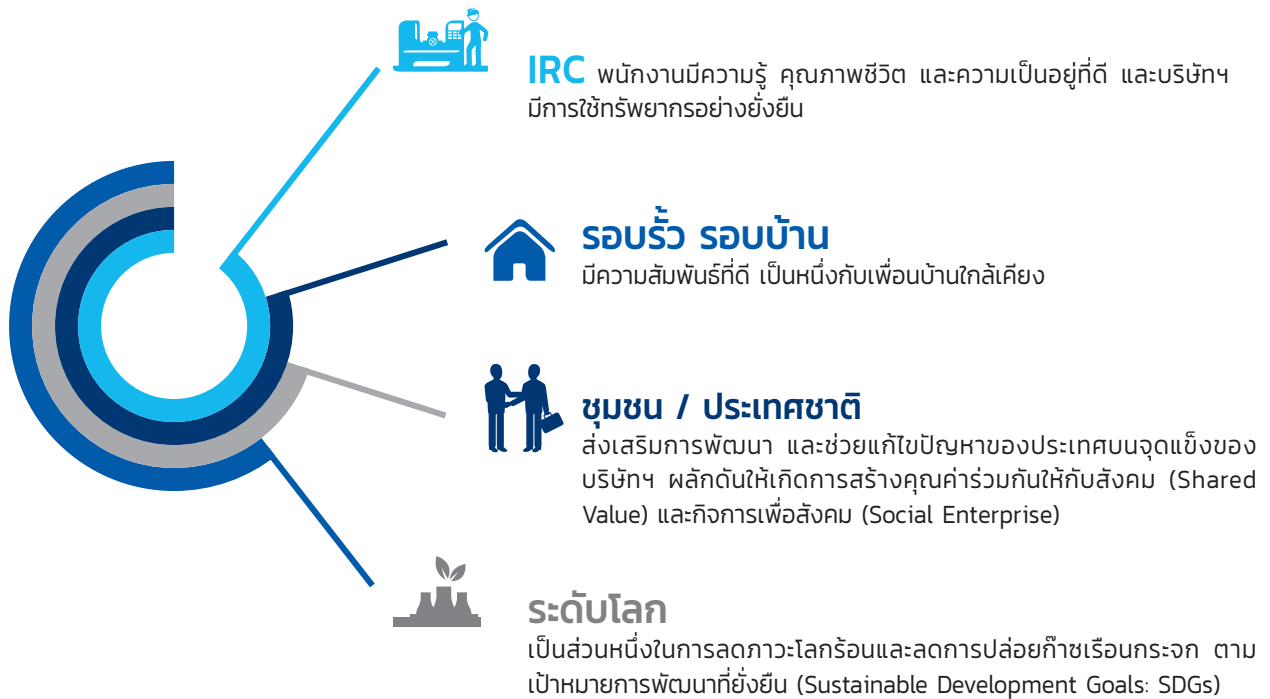 IRC พนักงานมีความรู้ คุณภาพชีวิต และความเป็นอยู่ที่ดี และบริษัทฯ
มีการใช้ทรัพยากรอย่างยั่งยืน
รอบรั้ว รอบบ้าน
มีความสัมพันธ์ที่ดี เป็นหนึ่งกับเพื่อนบ้านใกล้เคียง
ชุมชน / ประเทศชาติ
ส่งเสริมการพัฒนา และช่วยแก้ไขปัญหาของประเทศบนจุดแข็งของ
บริษัทฯ ผลักดันให้เกิดการสร้างคุณค่าร่วมกันให้กับสังคม (Shared
Value) และกิจการเพื่อสังคม (Social Enterprise)
ระดับโลก
เป็นส่วนหนึ่งในการลดภาวะโลกร้อนและลดการปล่อยก๊าซเรือนกระจก ตาม
เป้าหมายการพัฒนาที่ยั่งยืน (Sustainable Development Goals: SDGs)